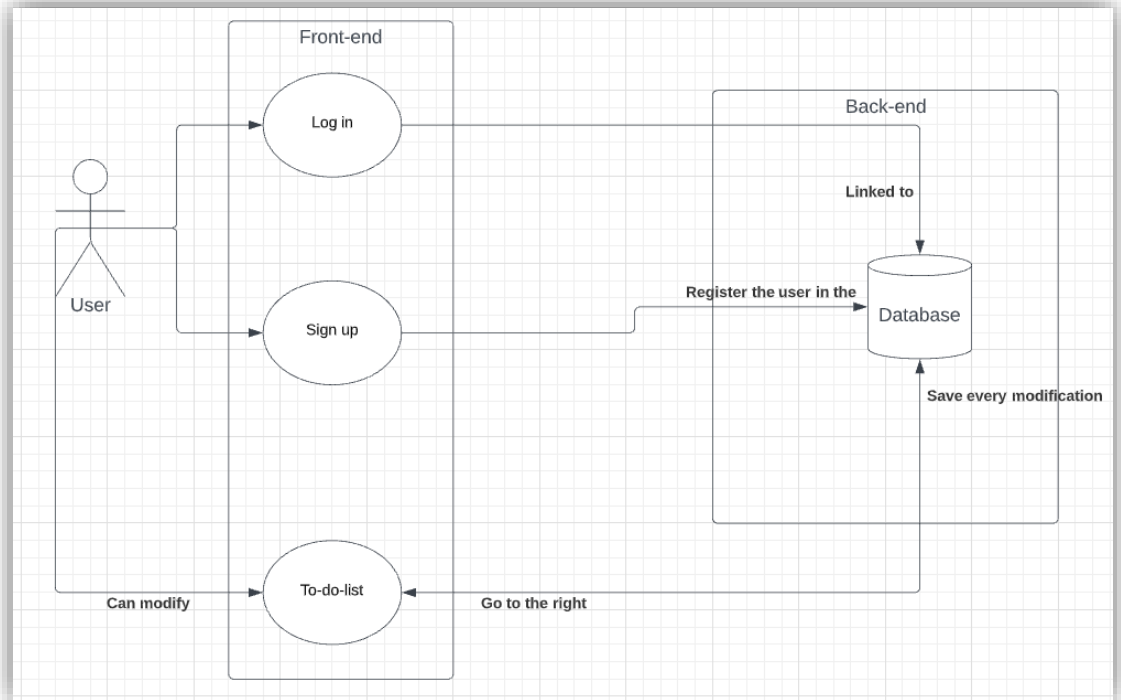 Front-end
Log in
Back-end
Linked to
User
Register the user in the
Database
Sign up
Save every modification
To-do-list
Can modify
Go to the right